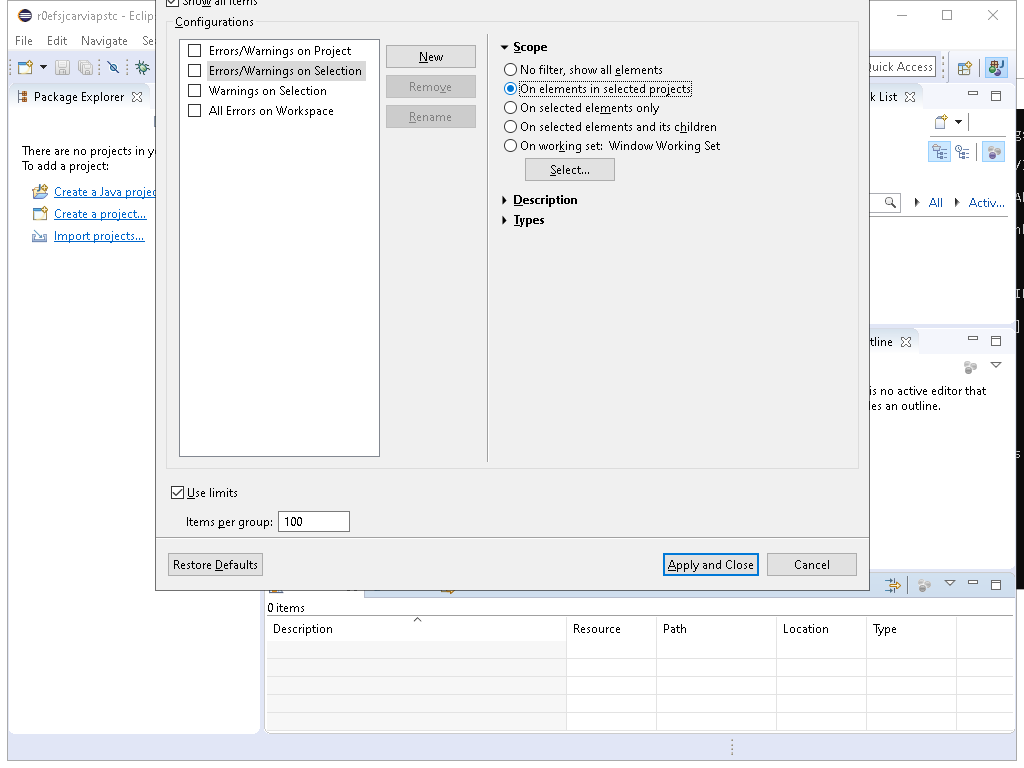 r0efsjcarviapstc - Eclip
Show all items
File Edit Navigate Se
Configurations
Errors/Warnings on Project
Errors/Warnings on Selection
Warnings on Selection
All Errors on Workspace
New
Remove
Rename
Scope
No filter, show all elements
On elements in selected projects
On selected elements only
On selected elements and its children
On working set: Window Working Set
Select...
Description
Types
Use limits
Items per group: 100
Restore Defaults
Apply and Close
Cancel
Quick Access
Package Explorer
There are no projects in y
To add a project:
Create a Java projec
Create a project...
Import projects...
k List
All
Activ...
tline
is no active editor that
les an outline.
0 items
Description Resource Path Location Type